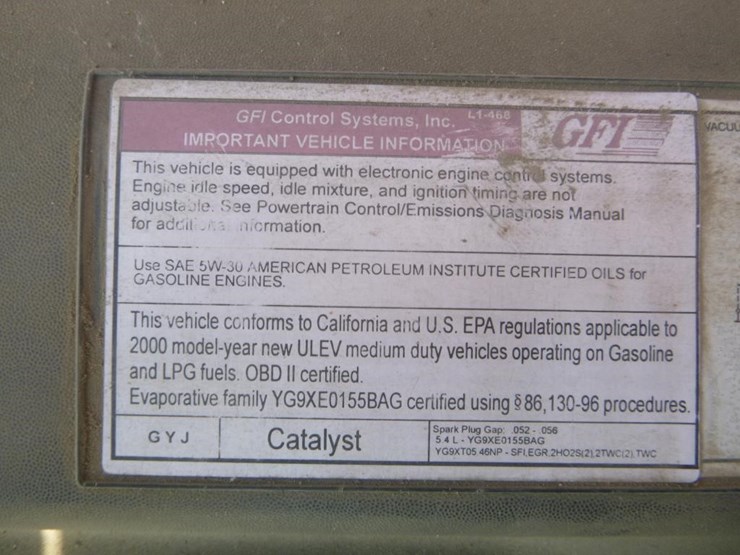 GFI Control Systems, Inc. L1-468
IMPORTANT VEHICLE INFORMATION
GFI
This vehicle is equipped with electronic engine control systems.
Engine idle speed, idle mixture, and ignition timing are not
adjustable. See Powertrain Control/Emissions Diagnosis Manual
for
Use SAE 5W-30 AMERICAN PETROLEUM INSTITUTE CERTIFIED OILS for
GASOLINE ENGINES.
This vehicle conforms to California and U.S. EPA regulations applicable to
2000 model-year new ULEV medium duty vehicles operating on Gasoline
and LPG fuels. OBD II certified.
Evaporative family YG9XE0155BAG certified using §86,130-96 procedures.
GYJ
Catalyst
Spark Plug Gap: .052 - .056
5.4 L - YG9XE0155BAG
YG9XT05.46NP - SFI,EGR,2HO2S(2),2TWC(2),TWC